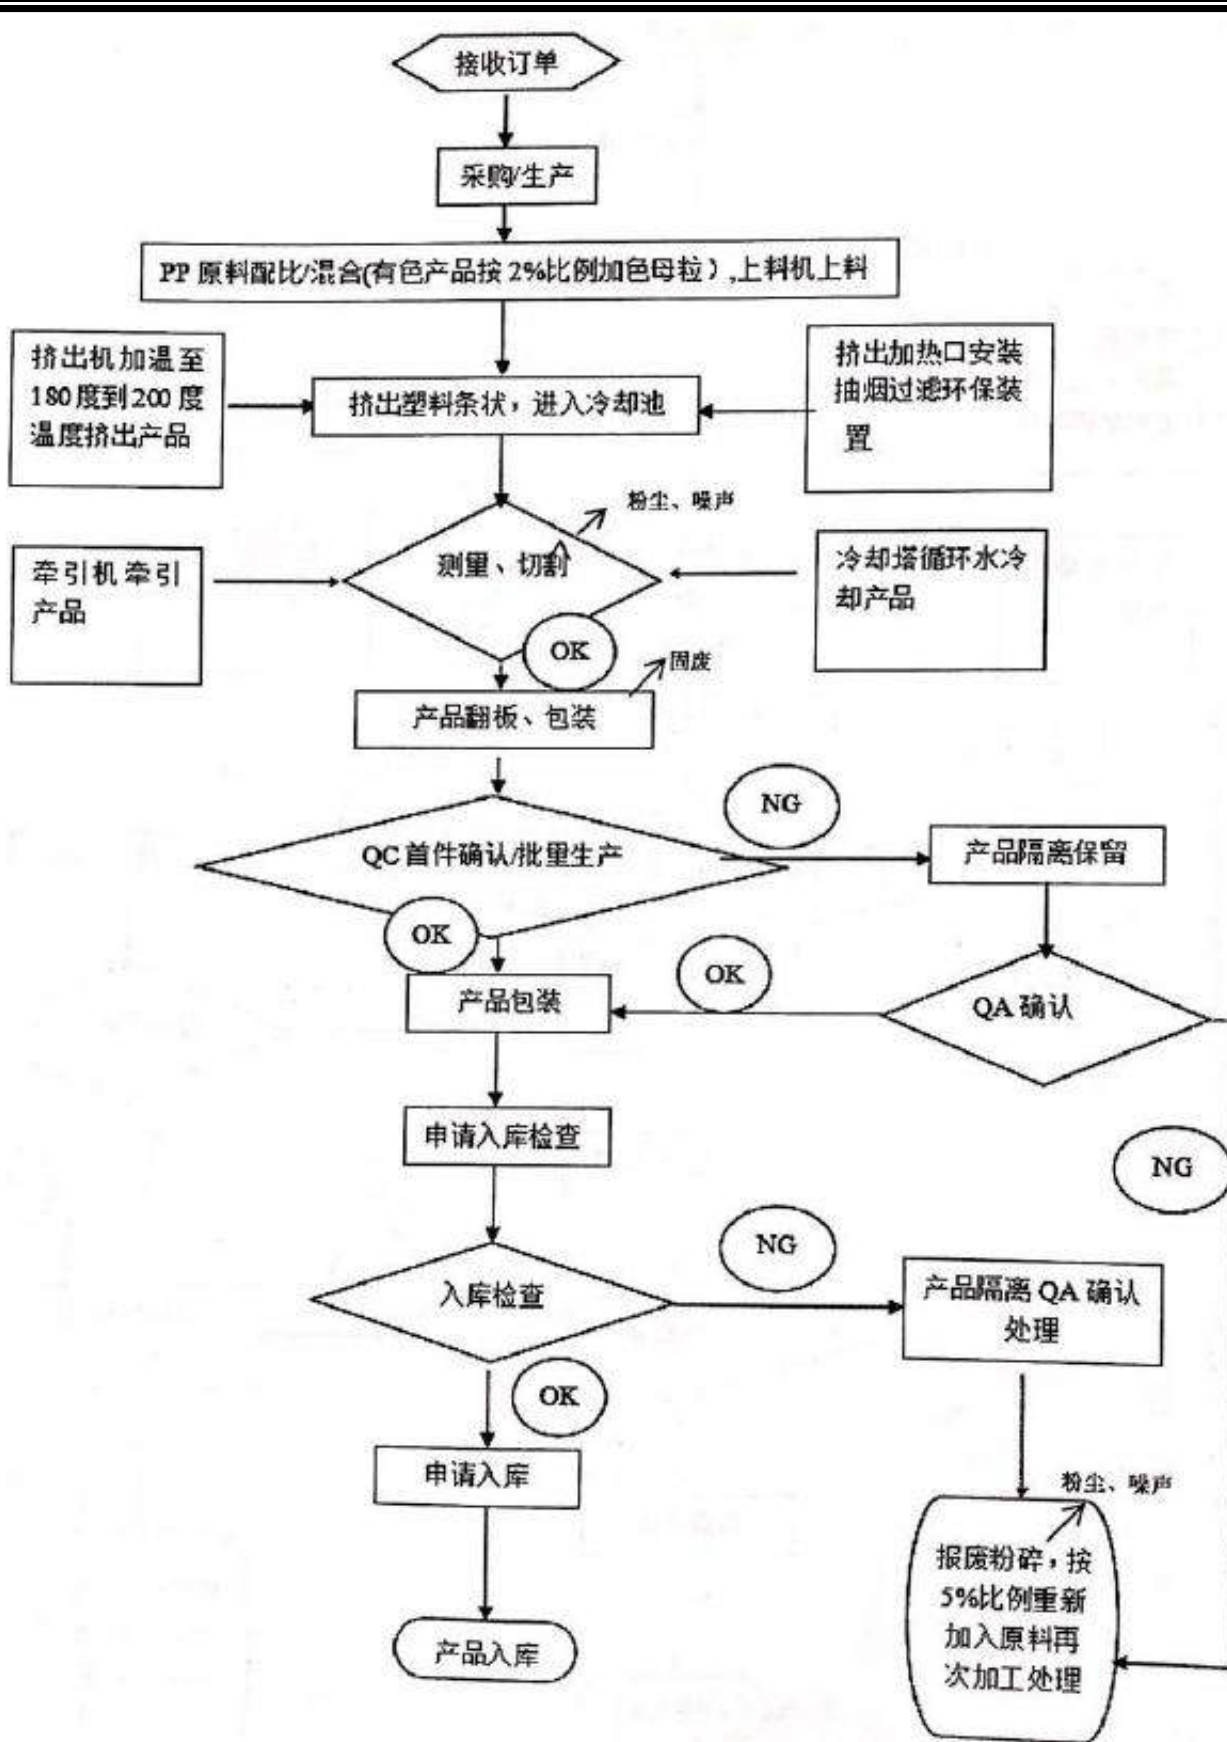 接收订单
采购/生产
PP 原料配比/混合(有色产品按 2%比例加色母粒）,上料机上料
挤出机加温至
180 度到 200 度
温度挤出产品
挤出塑料条状，进入冷却池
挤出加热口安装
抽烟过滤环保装
置
粉尘、噪声
测量、切割
牵引机牵引
产品
冷却塔循环水冷
却产品
OK
固废
产品翻板、包装
NG
QC 首件确认/批量生产
产品隔离保留
OK
OK
产品包装
QA 确认
申请入库检查
NG
NG
入库检查
产品隔离 QA 确认
处理
OK
申请入库
粉尘、噪声
报废粉碎，按
5%比例重新
加入原料再
次加工处理
产品入库